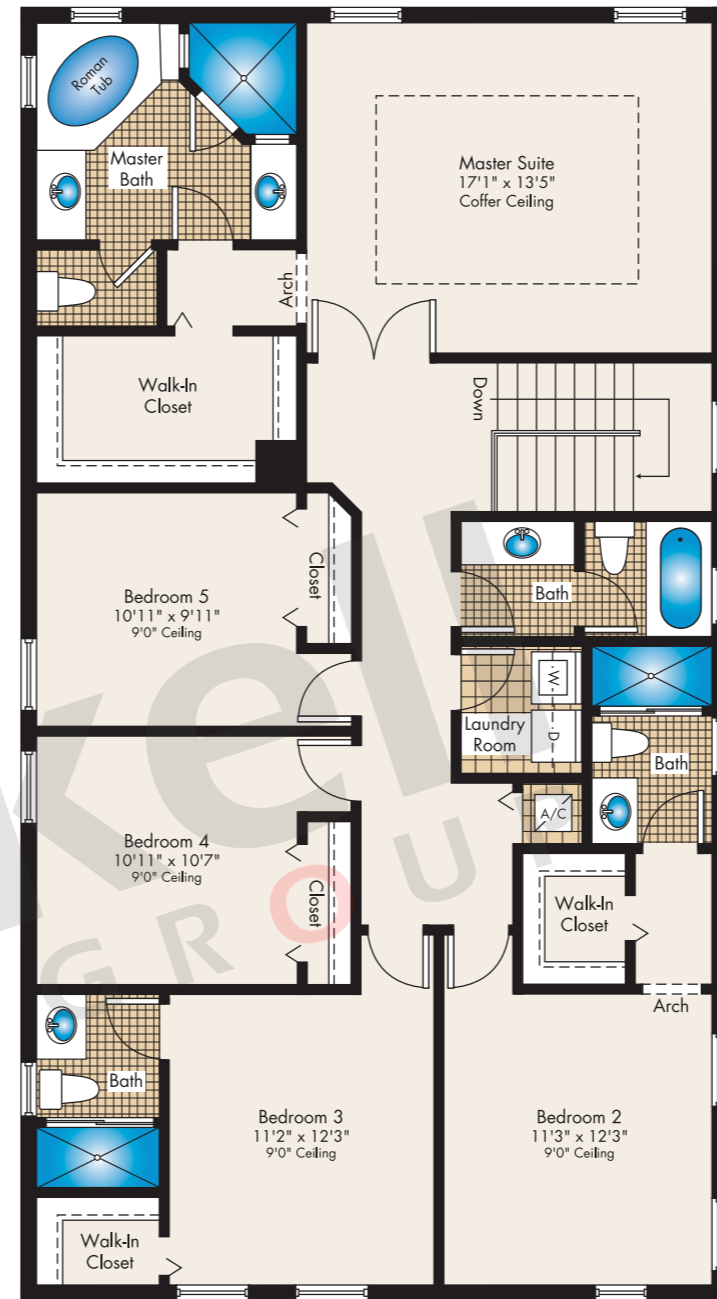 Roman
Tub
Master
Bath
Master Suite
17'1" x 13'5"
Coffer Ceiling
Arch
Walk-In
Closet
Down
Bedroom 5
10'11" x 9'11"
9'0" Ceiling
Closet
Bath
W
Laundry
Room
D
Bath
A/C
Bedroom 4
10'11" x 10'7"
9'0" Ceiling
Closet
Walk-In
Closet
Arch
Bath
Bedroom 3
11'2" x 12'3"
9'0" Ceiling
Bedroom 2
11'3" x 12'3"
9'0" Ceiling
Walk-In
Closet
kell
GROUP